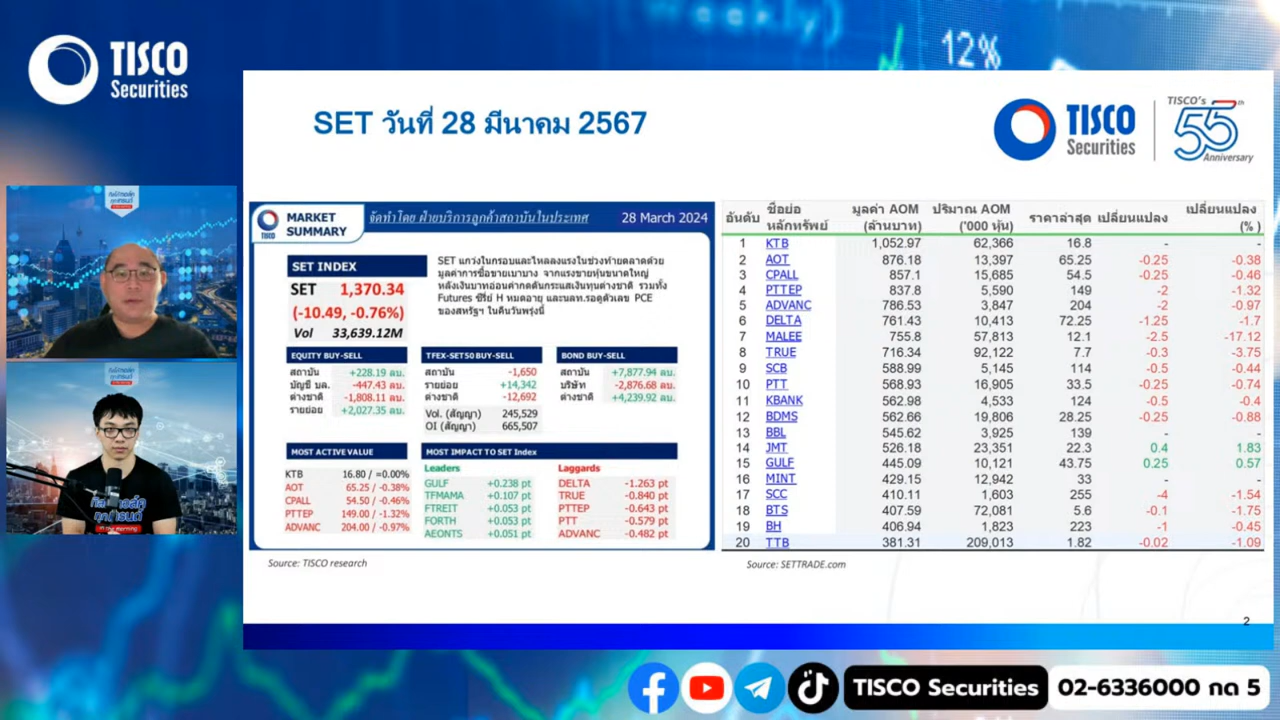 TISCO
Securities
12%
SET วันที่ 28 มีนาคม 2567
TISCO
Securities
TISCO's
55th
Anniversary
TISCO
MARKET
SUMMARY
จัดทำโดย ฝ่ายบริการลูกค้าสถาบันในประเทศ
28 March 2024
SET INDEX
SET 1,370.34
(-10.49, -0.76%)
Vol 33,639.12M
SET แกว่งในกรอบและไหลลงแรงในช่วงท้ายตลาดด้วย
มูลค่าการซื้อขายเบาบาง จากแรงขายหุ้นขนาดใหญ่
หลังเงินบาทอ่อนค่ากดดันกระแสเงินทุนต่างชาติ รวมทั้ง
Futures ซีรี่ย์ H หมดอายุ และนลท.รอดูตัวเลข PCE
ของสหรัฐฯ ในคืนวันพรุ่งนี้
EQUITY BUY-SELL
สถาบัน +228.19 ลบ.
บัญชี บล. -447.43 ลบ.
ต่างชาติ -1,808.11 ลบ.
รายย่อย +2,027.35 ลบ.
TFEX-SET50 BUY-SELL
สถาบัน -1,650
รายย่อย +14,342
ต่างชาติ -12,692
Vol. (สัญญา) 245,529
OI (สัญญา) 665,507
BOND BUY-SELL
สถาบัน +7,877.94 ลบ.
บริษัท -2,876.68 ลบ.
ต่างชาติ +4,239.92 ลบ.
MOST ACTIVE VALUE
KTB 16.80 / =0.00%
AOT 65.25 / -0.38%
CPALL 54.50 / -0.46%
PTTEP 149.00 / -1.32%
ADVANC 204.00 / -0.97%
MOST IMPACT TO SET Index
Leaders
GULF +0.238 pt
TFMAMA +0.107 pt
FTREIT +0.053 pt
FORTH +0.053 pt
AEONTS +0.051 pt
Laggards
DELTA -1.263 pt
TRUE -0.840 pt
PTTEP -0.643 pt
PTT -0.579 pt
ADVANC -0.482 pt
Source: TISCO research
อันดับ ชื่อย่อหลักทรัพย์ มูลค่า AOM (ล้านบาท) ปริมาณ AOM ('000 หุ้น) ราคาล่าสุด เปลี่ยนแปลง เปลี่ยนแปลง (%)
1 KTB 1,052.97 62,366 16.8 - -
2 AOT 876.18 13,397 65.25 -0.25 -0.38
3 CPALL 857.1 15,685 54.5 -0.25 -0.46
4 PTTEP 837.8 5,590 149 -2 -1.32
5 ADVANC 786.53 3,847 204 -2 -0.97
6 DELTA 761.43 10,413 72.25 -1.25 -1.7
7 MALEE 755.8 57,813 12.1 -2.5 -17.12
8 TRUE 716.34 92,122 7.7 -0.3 -3.75
9 SCB 588.99 5,145 114 -0.5 -0.44
10 PTT 568.93 16,905 33.5 -0.25 -0.74
11 KBANK 562.98 4,533 124 -0.5 -0.4
12 BDMS 562.66 19,806 28.25 -0.25 -0.88
13 BBL 545.62 3,925 139 - -
14 JMT 526.18 23,351 22.3 0.4 1.83
15 GULF 445.09 10,121 43.75 0.25 0.57
16 MINT 429.15 12,942 33 - -
17 SCC 410.11 1,603 255 -4 -1.54
18 BTS 407.59 72,081 5.6 -0.1 -1.75
19 BH 406.94 1,823 223 -1 -0.45
20 TTB 381.31 209,013 1.82 -0.02 -1.09
Source: SETTRADE.com
2
TISCO Securities
02-6336000 กด 5